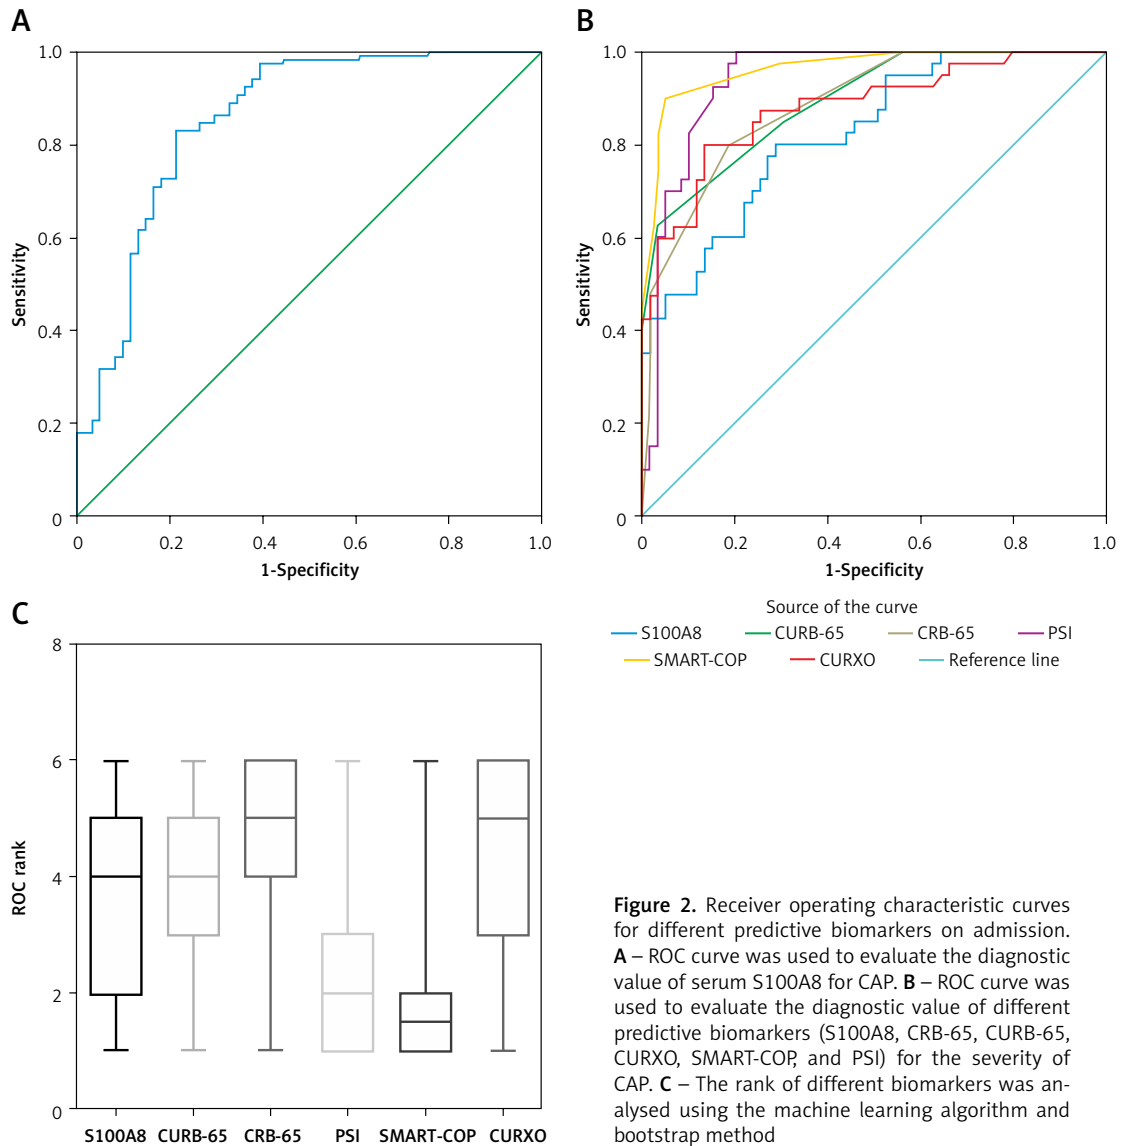 A
1.0
0.8
0.6
0.4
0.2
0
Sensitivity
0 0.2 0.4 0.6 0.8 1.0
1-Specificity
B
1.0
0.8
0.6
0.4
0.2
0
Sensitivity
0 0.2 0.4 0.6 0.8 1.0
1-Specificity
Source of the curve
S100A8 CURB-65 CRB-65 PSI
SMART-COP CURXO Reference line
C
8
6
4
2
0
ROC rank
S100A8 CURB-65 CRB-65 PSI SMART-COP CURXO
Figure 2. Receiver operating characteristic curves
for different predictive biomarkers on admission.
A – ROC curve was used to evaluate the diagnostic
value of serum S100A8 for CAP. B – ROC curve was
used to evaluate the diagnostic value of different
predictive biomarkers (S100A8, CRB-65, CURB-65,
CURXO, SMART-COP, and PSI) for the severity of
CAP. C – The rank of different biomarkers was an-
alysed using the machine learning algorithm and
bootstrap method